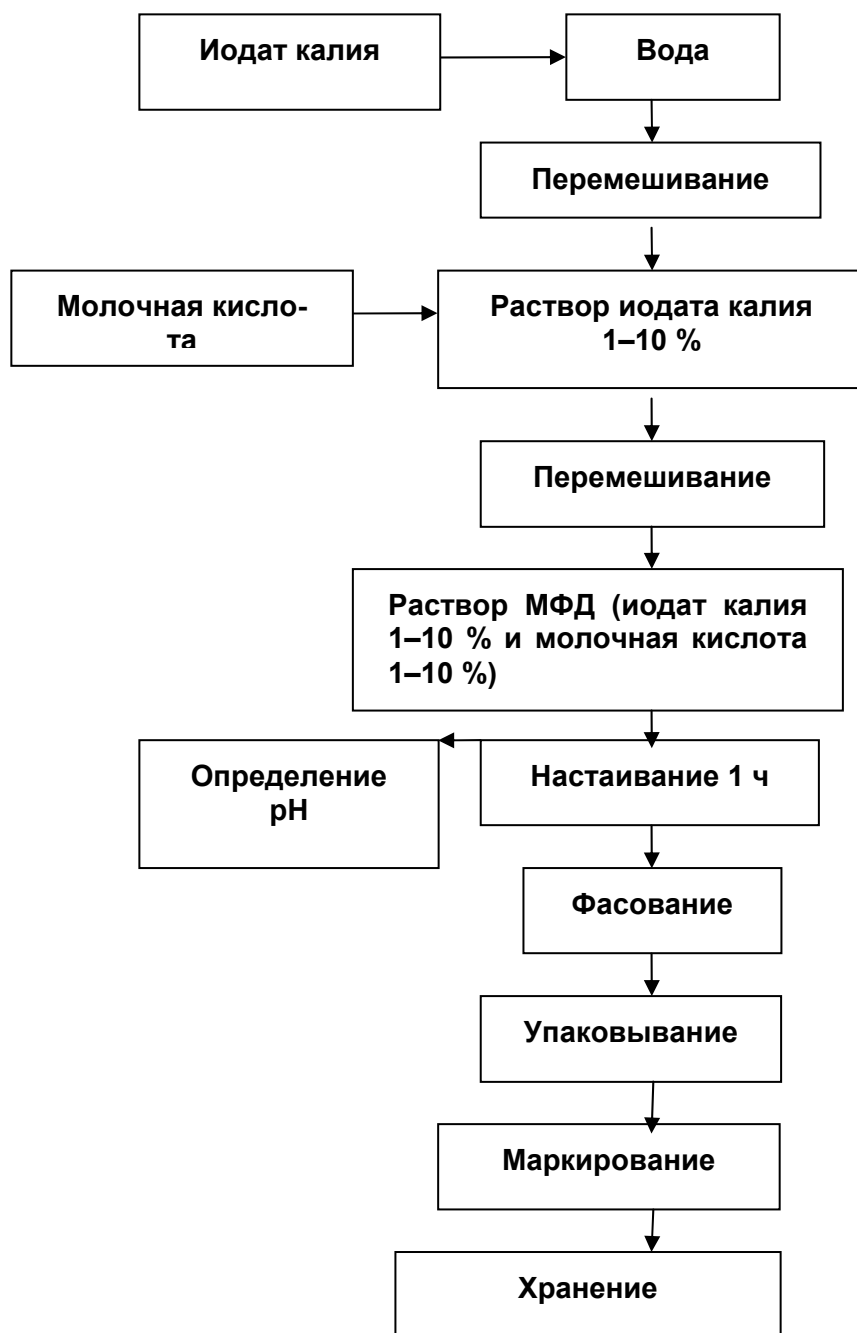 Иодат калия
Вода
Перемешивание
Молочная кисло-
та
Раствор иодата калия
1–10 %
Перемешивание
Раствор МФД (иодат калия
1–10 % и молочная кислота
1–10 %)
Определение
pH
Настаивание 1 ч
Фасование
Упаковывание
Маркирование
Хранение